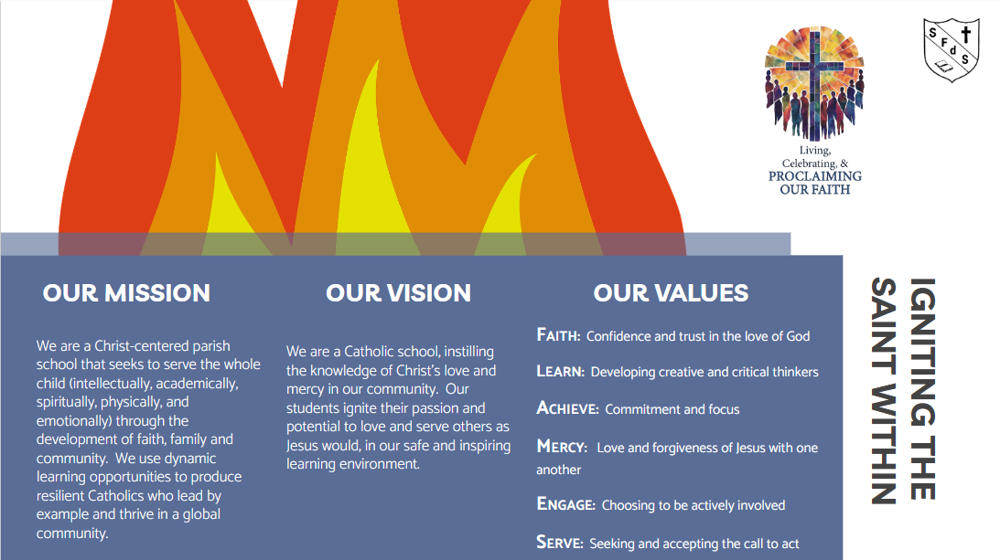 S F d S
Living,
Celebrating, &
PROCLAIMING
OUR FAITH
OUR MISSION
We are a Christ-centered parish
school that seeks to serve the whole
child (intellectually, academically,
spiritually, physically, and
emotionally) through the
development of faith, family and
community.  We use dynamic
learning opportunities to produce
resilient Catholics who lead by
example and thrive in a global
community.
OUR VISION
We are a Catholic school, instilling
the knowledge of Christ's love and
mercy in our community.  Our
students ignite their passion and
potential to love and serve others as
Jesus would, in our safe and inspiring
learning environment.
OUR VALUES
FAITH:  Confidence and trust in the love of God
LEARN:  Developing creative and critical thinkers
ACHIEVE:  Commitment and focus
MERCY:  Love and forgiveness of Jesus with one
another
ENGAGE:  Choosing to be actively involved
SERVE:  Seeking and accepting the call to act
IGNITING THE
SAINT WITHIN